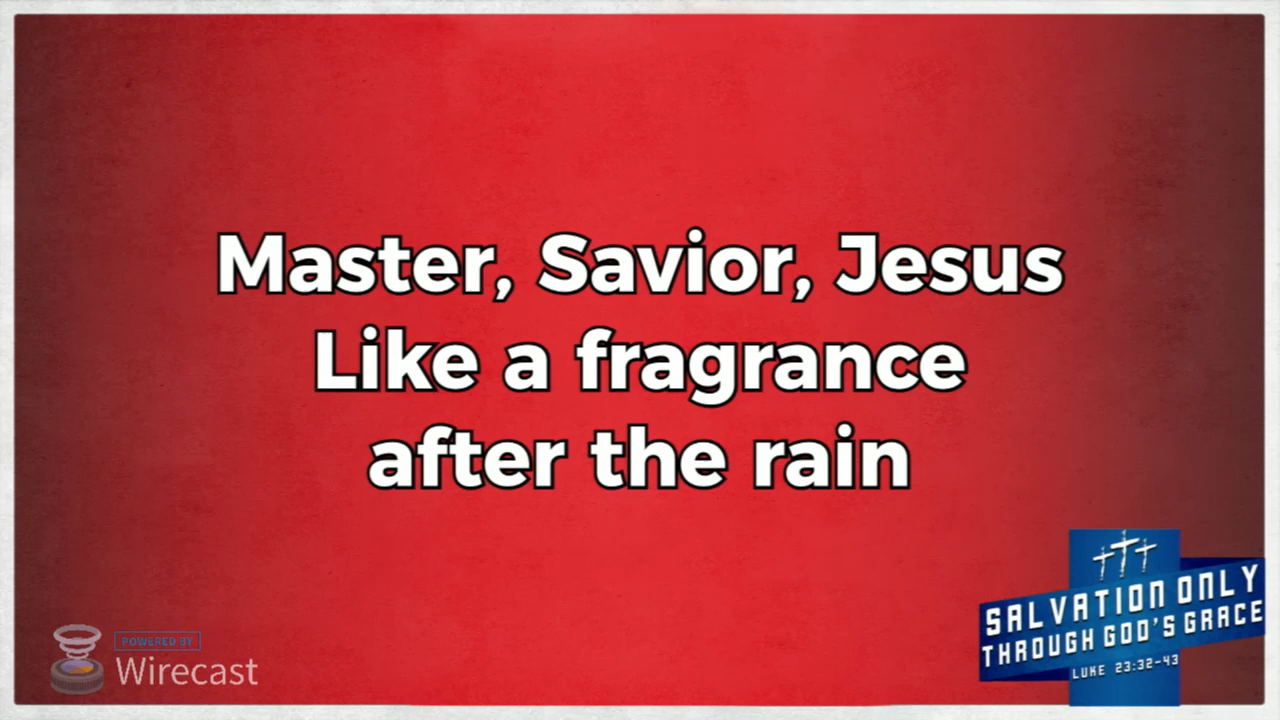 Master, Savior, Jesus
Like a fragrance
after the rain
SALVATION ONLY
THROUGH GOD'S GRACE
LUKE 23:32-43
POWERED BY
Wirecast